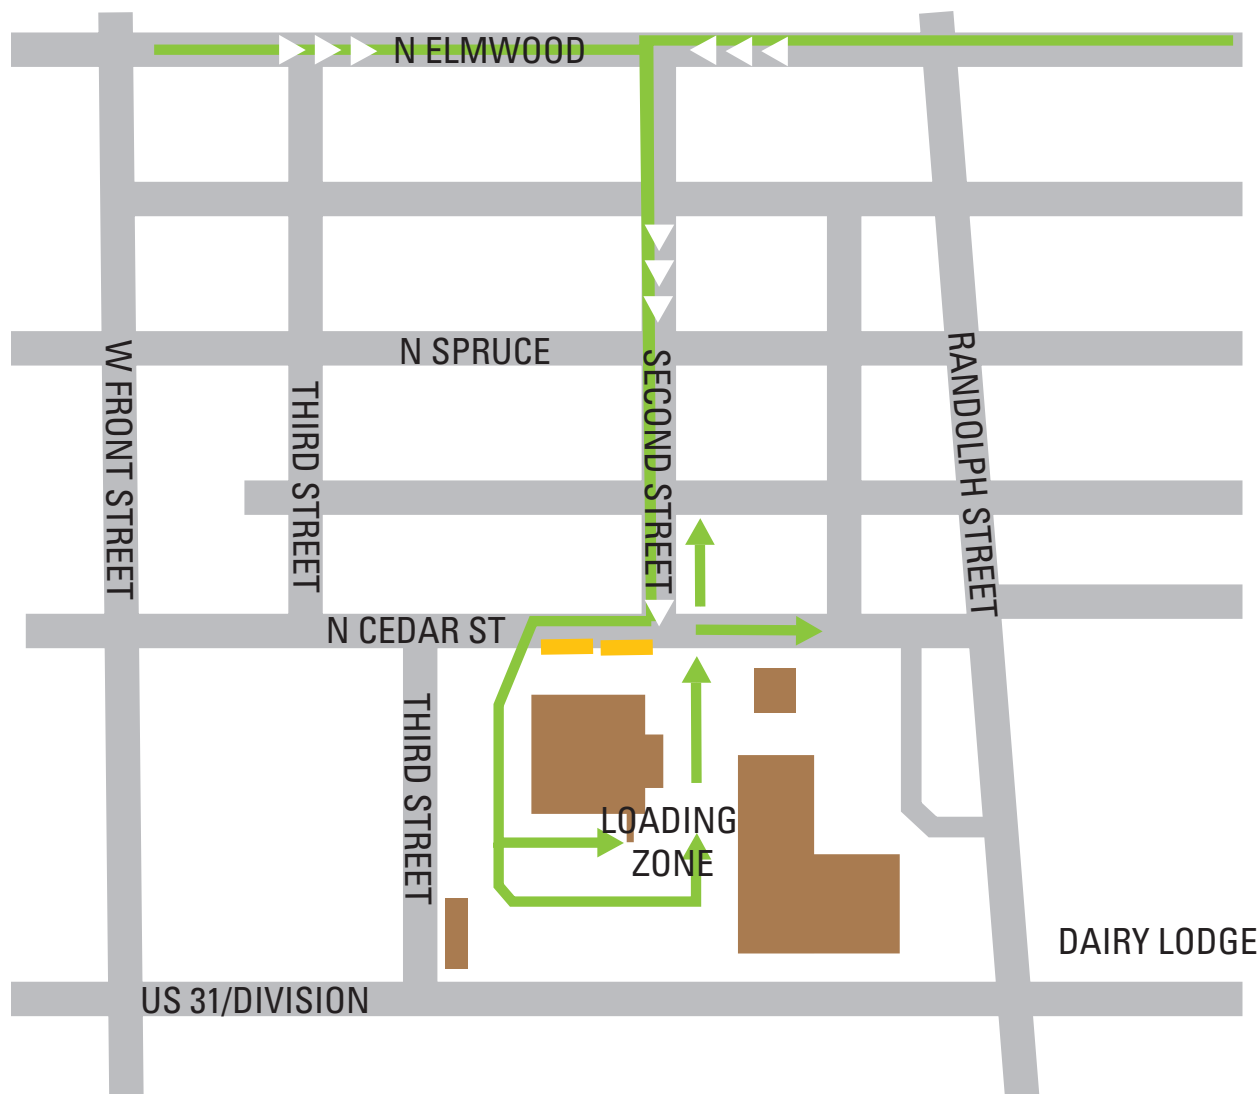 N ELMWOOD
N SPRUCE
W FRONT STREET
THIRD STREET
SECOND STREET
RANDOLPH STREET
N CEDAR ST
THIRD STREET
LOADING
ZONE
DAIRY LODGE
US 31/DIVISION